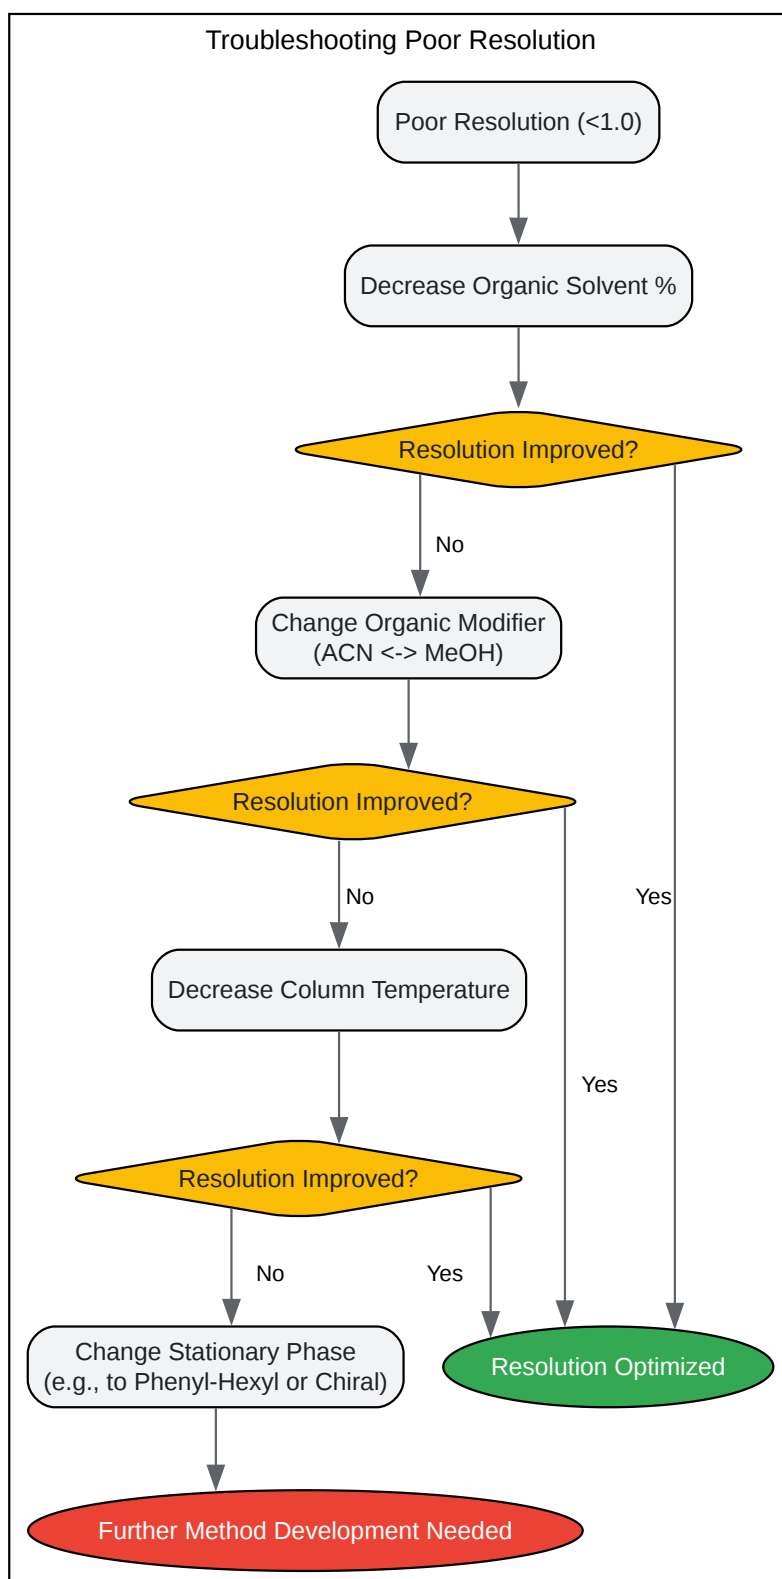 Troubleshooting Poor Resolution
Poor Resolution (<1.0)
Decrease Organic Solvent %
Resolution Improved?
No
Change Organic Modifier
(ACN <-> MeOH)
Resolution Improved?
No
Yes
Decrease Column Temperature
Yes
Resolution Improved?
No
Yes
Change Stationary Phase
(e.g., to Phenyl-Hexyl or Chiral)
Resolution Optimized
Further Method Development Needed